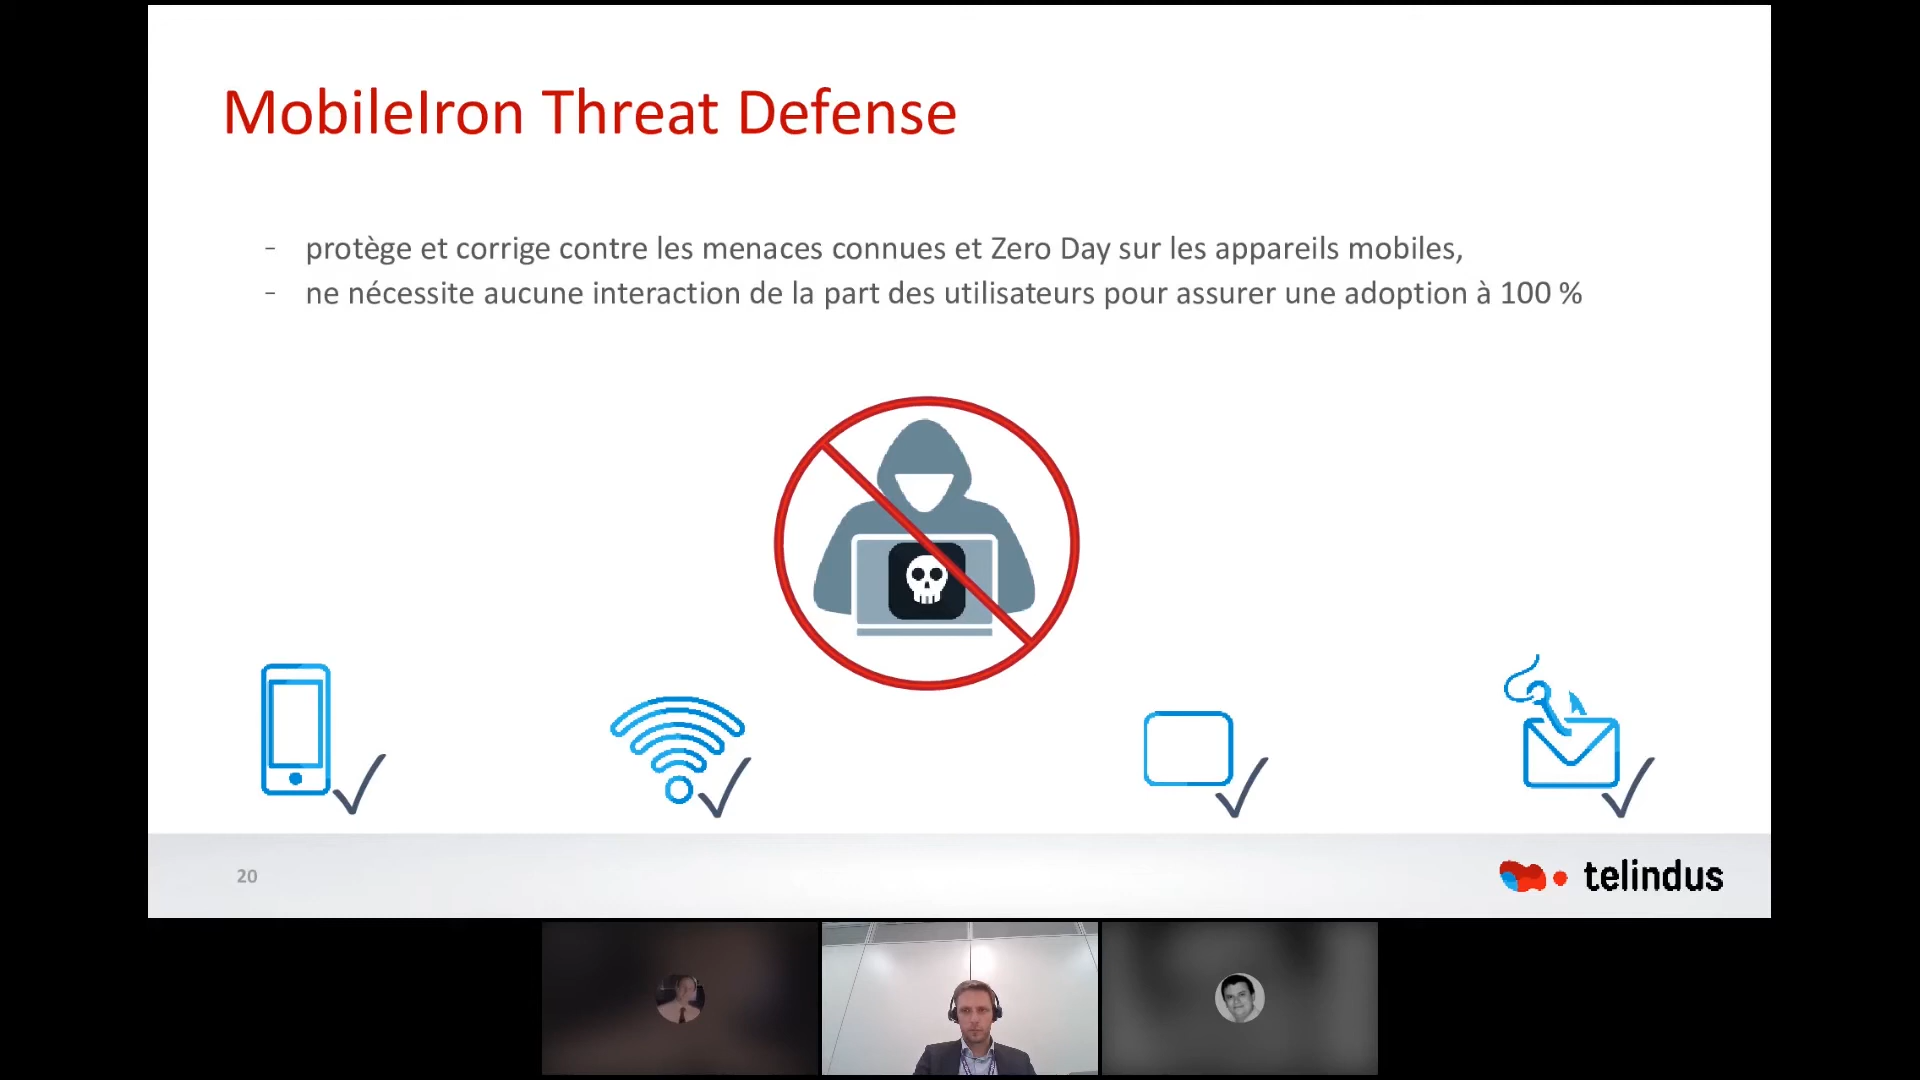 MobileIron Threat Defense
- protège et corrige contre les menaces connues et Zero Day sur les appareils mobiles,
- ne nécessite aucune interaction de la part des utilisateurs pour assurer une adoption à 100 %
20
telindus